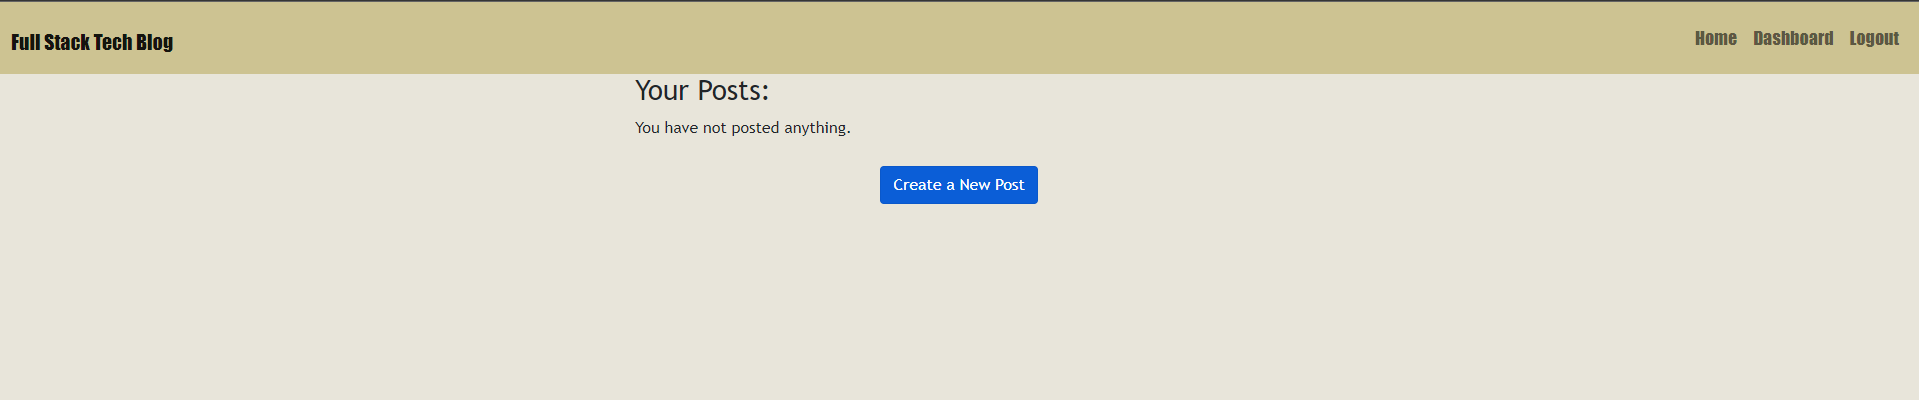 Full Stack Tech Blog
Home Dashboard Logout
Your Posts:
You have not posted anything.
Create a New Post